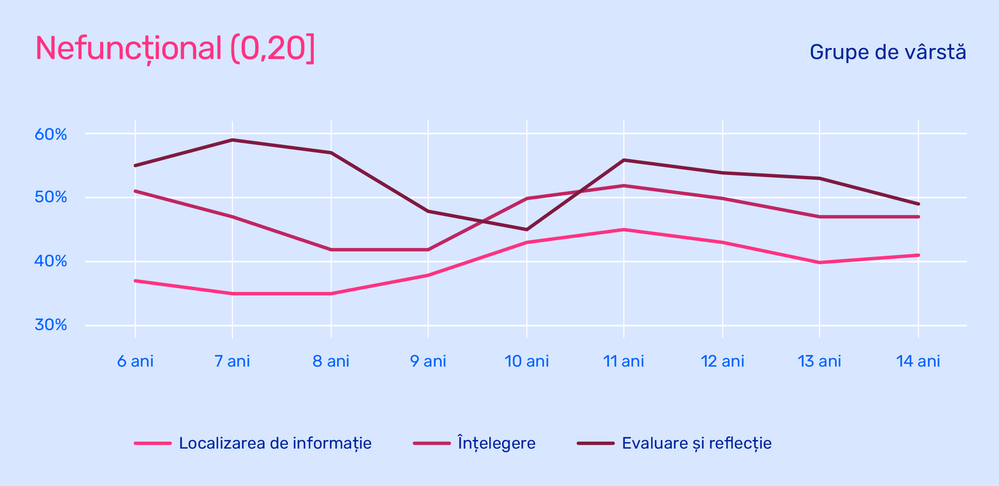 Nefuncțional (0,20]
Grupe de vârstă
60%
50%
40%
30%
6 ani
7 ani
8 ani
9 ani
10 ani
11 ani
12 ani
13 ani
14 ani
Localizarea de informație
Înțelegere
Evaluare și reflecție